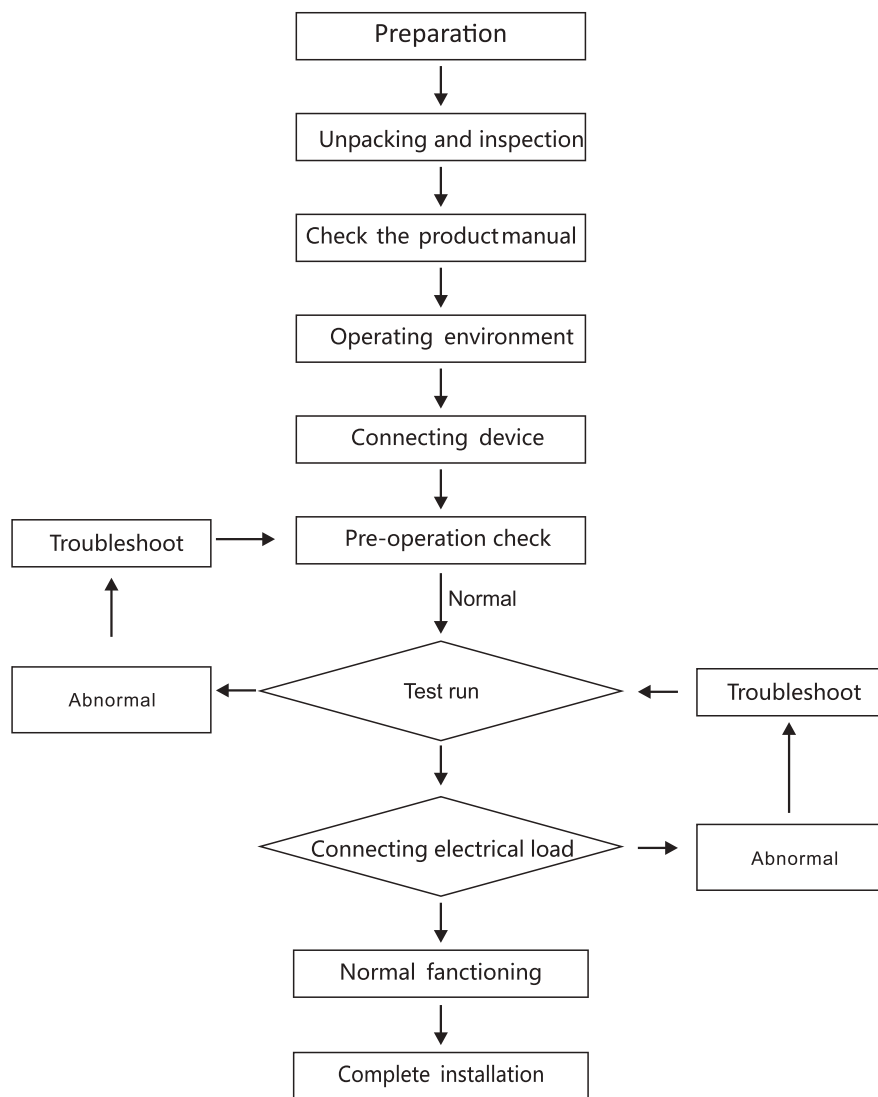 Preparation
Unpacking and inspection
Check the product manual
Operating environment
Connecting device
Troubleshoot
Pre-operation check
Normal
Abnormal
Test run
Troubleshoot
Connecting electrical load
Abnormal
Normal fanctioning
Complete installation